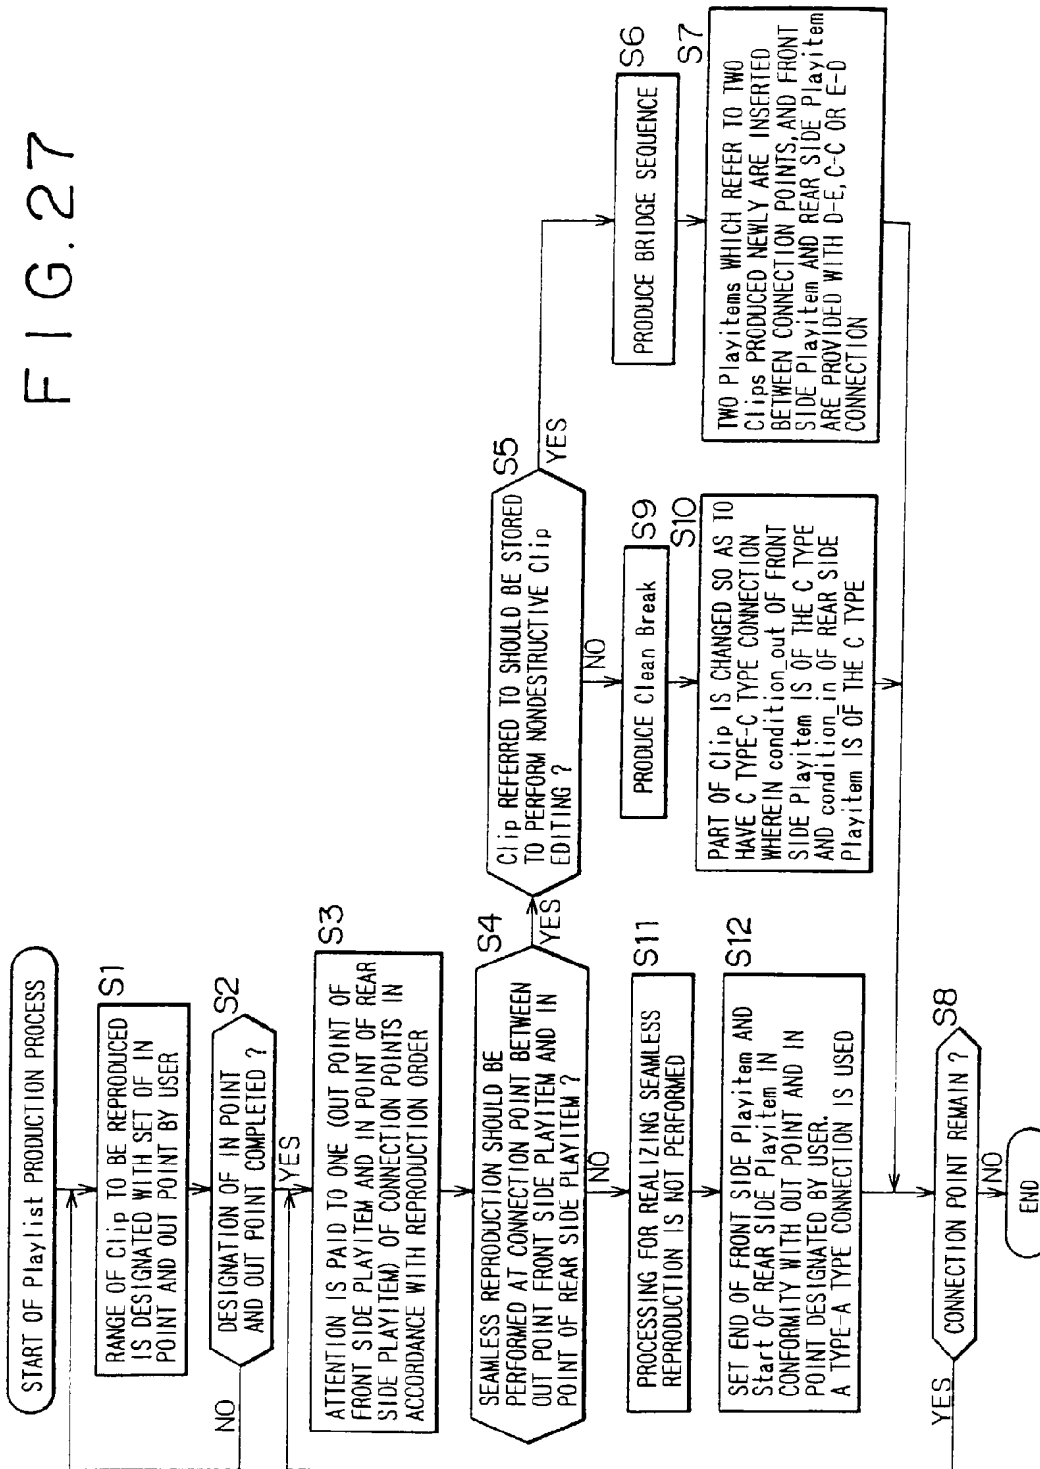 FIG. 27
START OF Playlist PRODUCTION PROCESS
S1
RANGE OF Clip TO BE REPRODUCED
IS DESIGNATED WITH SET OF IN
POINT AND OUT POINT BY USER
S2
DESIGNATION OF IN POINT
AND OUT POINT COMPLETED ?
NO
YES
S3
ATTENTION IS PAID TO ONE (OUT POINT OF
FRONT SIDE PLAYITEM AND IN POINT OF REAR
SIDE PLAYITEM) OF CONNECTION POINTS IN
ACCORDANCE WITH REPRODUCTION ORDER
S4
SEAMLESS REPRODUCTION SHOULD BE
PERFORMED AT CONNECTION POINT BETWEEN
OUT POINT FRONT SIDE PLAYITEM AND IN
POINT OF REAR SIDE PLAYITEM ?
YES
NO
S5
Clip REFERRED TO SHOULD BE STORED
TO PERFORM NONDESTRUCTIVE Clip
EDITING ?
YES
NO
S6
PRODUCE BRIDGE SEQUENCE
S7
TWO Playitems WHICH REFER TO TWO
Clips PRODUCED NEWLY ARE INSERTED
BETWEEN CONNECTION POINTS, AND FRONT
SIDE Playitem AND REAR SIDE Playitem
ARE PROVIDED WITH D-E, C-C OR E-D
CONNECTION
S9
PRODUCE Clean Break
S10
PART OF Clip IS CHANGED SO AS TO
HAVE C TYPE-C TYPE CONNECTION
WHEREIN condition_out OF FRONT
SIDE Playitem IS OF THE C TYPE
AND condition_in OF REAR SIDE
Playitem IS OF THE C TYPE
S11
PROCESSING FOR REALIZING SEAMLESS
REPRODUCTION IS NOT PERFORMED
S12
SET END OF FRONT SIDE Playitem AND
Start OF REAR SIDE Playitem IN
CONFORMITY WITH OUT POINT AND IN
POINT DESIGNATED BY USER.
A TYPE-A TYPE CONNECTION IS USED
S8
CONNECTION POINT REMAIN ?
YES
NO
END